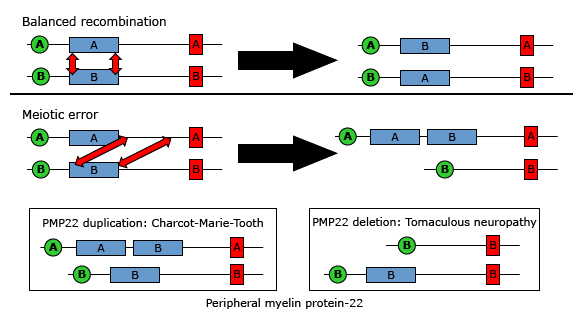 Balanced recombination
A A A
A B A
B B B
B A B
Meiotic error
A A A
A A B A
B B B
B B
PMP22 duplication: Charcot-Marie-Tooth
A A B A
B B B
PMP22 deletion: Tomaculous neuropathy
B B
B B B
Peripheral myelin protein-22